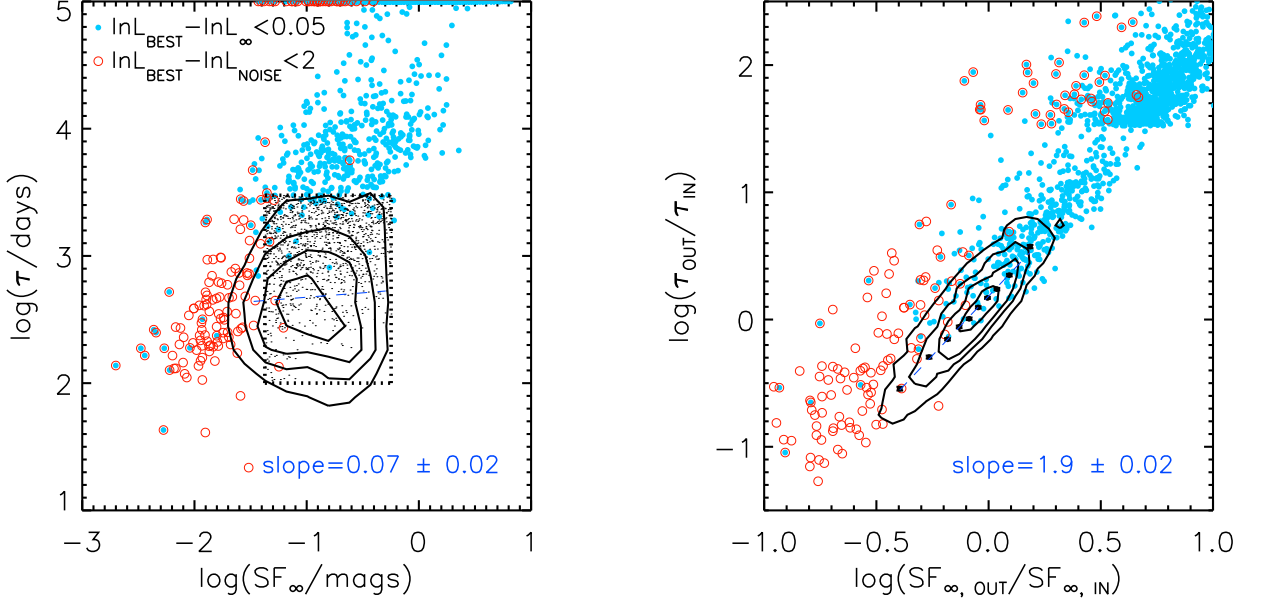 5
lnL_BEST−lnL_∞<0.05
lnL_BEST−lnL_NOISE<2
4
3
2
1
log(τ/days)
slope=0.07 ± 0.02
−3
−2
−1
0
1
log(SF_∞/mags)
2
1
0
−1
log(τ_OUT/τ_IN)
slope=1.9 ± 0.02
−1.0
−0.5
0.0
0.5
1.0
log(SF_∞, OUT/SF_∞, IN)